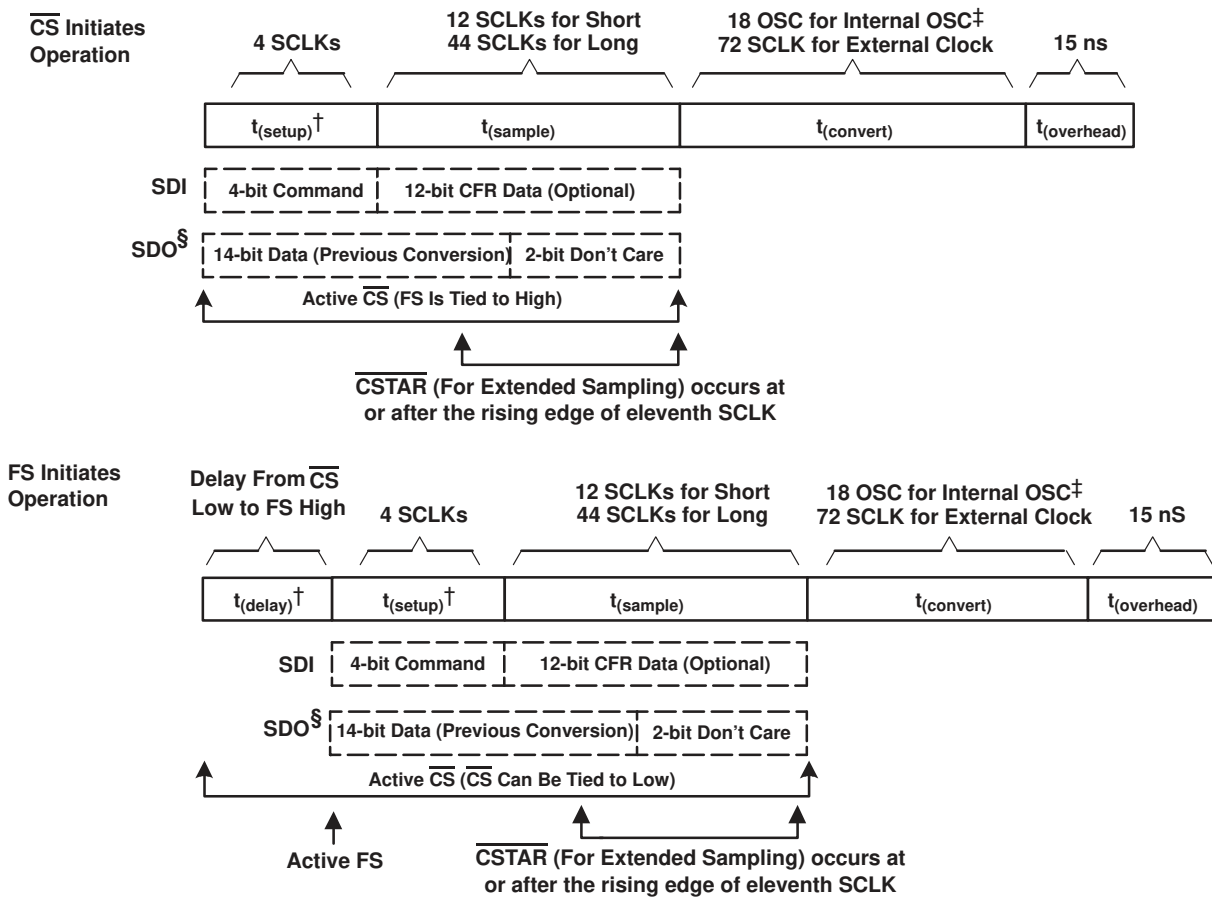 CS Initiates
Operation
4 SCLKs
12 SCLKs for Short
44 SCLKs for Long
18 OSC for Internal OSC‡
72 SCLK for External Clock
15 ns
t(setup)†
t(sample)
t(convert)
t(overhead)
SDI
4-bit Command
12-bit CFR Data (Optional)
SDO§
14-bit Data (Previous Conversion)
2-bit Don't Care
Active CS (FS Is Tied to High)
CSTAR (For Extended Sampling) occurs at
or after the rising edge of eleventh SCLK
FS Initiates
Operation
Delay From CS
Low to FS High
4 SCLKs
12 SCLKs for Short
44 SCLKs for Long
18 OSC for Internal OSC‡
72 SCLK for External Clock
15 nS
t(delay)†
t(setup)†
t(sample)
t(convert)
t(overhead)
SDI
4-bit Command
12-bit CFR Data (Optional)
SDO§
14-bit Data (Previous Conversion)
2-bit Don't Care
Active CS (CS Can Be Tied to Low)
Active FS
CSTAR (For Extended Sampling) occurs at
or after the rising edge of eleventh SCLK